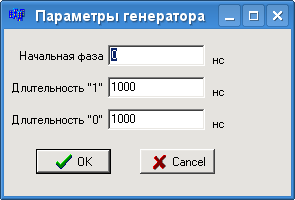 Параметры генератора
Начальная фаза 0 нс
Длительность "1" 1000 нс
Длительность "0" 1000 нс
OK Cancel